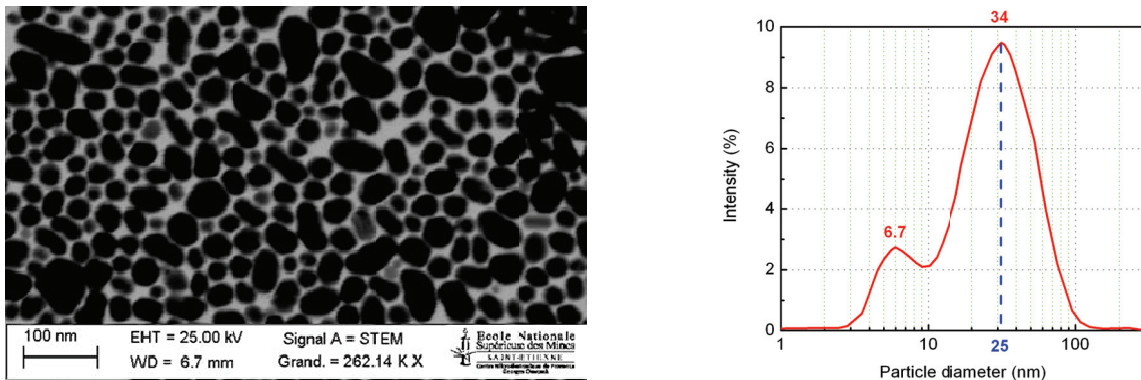 100 nm
EHT = 25.00 kV
Signal A = STEM
WD = 6.7 mm
Grand. = 262.14 K X
Ecole Nationale
Supérieure des Mines
SAINT-ETIENNE
34
10
8
6
4
2
0
6.7
Intensity (%)
1
10
25
100
Particle diameter (nm)